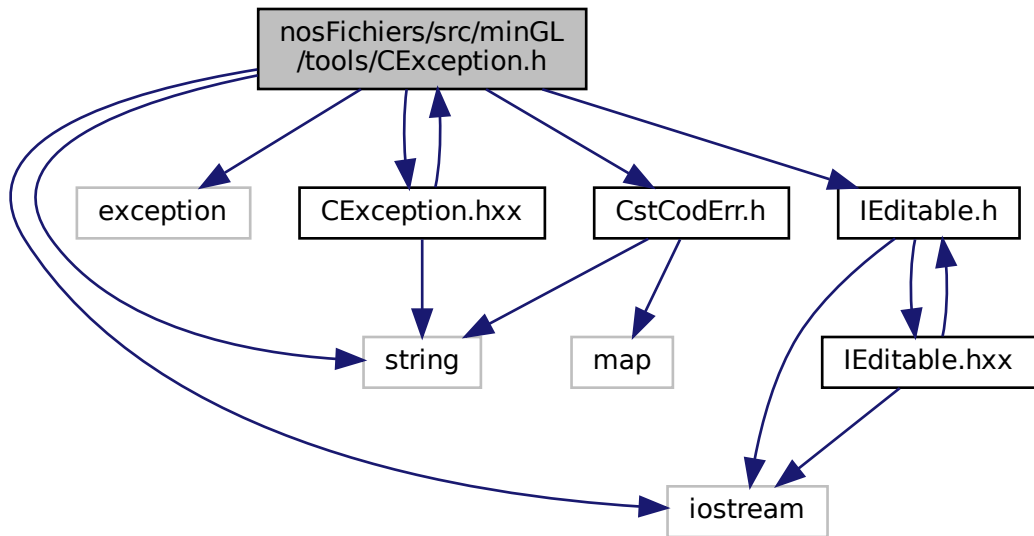 nosFichiers/src/minGL
/tools/CException.h
exception
CException.hxx
CstCodErr.h
IEditable.h
string
map
IEditable.hxx
iostream